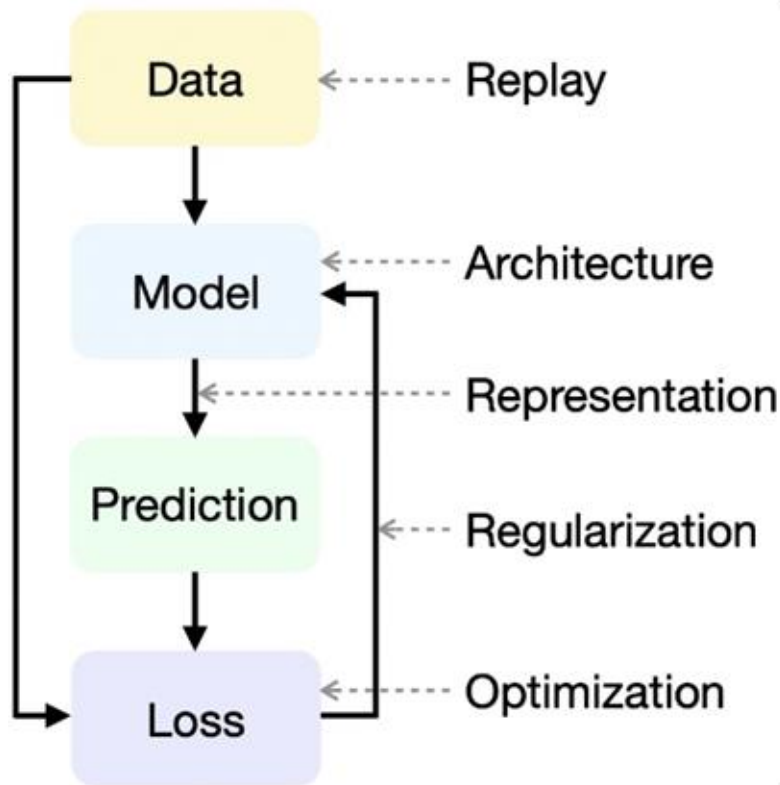 Data
Replay
Model
Architecture
Representation
Prediction
Regularization
Loss
Optimization